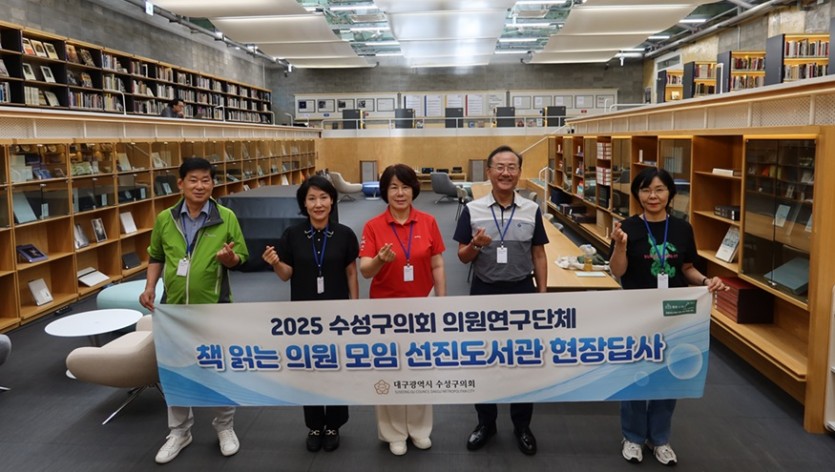 2025 수성구의회 의원연구단체
책 읽는 의원 모임 선진도서관 현장답사
대구광역시 수성구의회